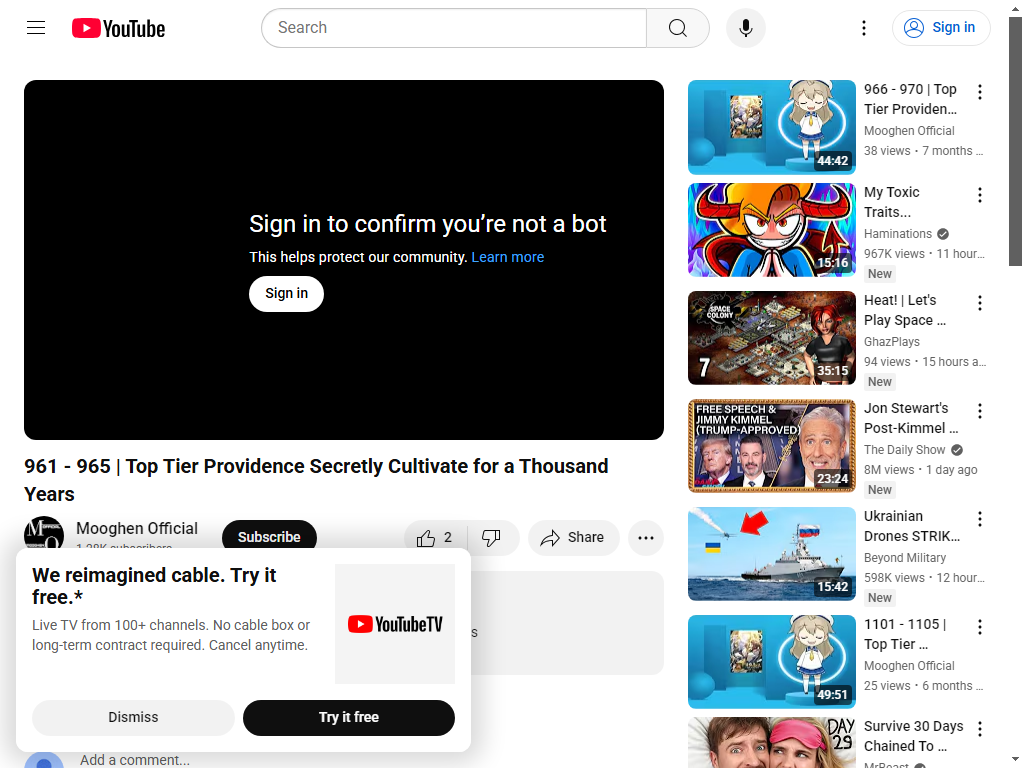 YouTube
Search
Sign in
Sign in to confirm you’re not a bot
This helps protect our community. Learn more
Sign in
961 - 965 | Top Tier Providence Secretly Cultivate for a Thousand
Years
Mooghen Official
Subscribe
2
Share
We reimagined cable. Try it
free.*
Live TV from 100+ channels. No cable box or
long-term contract required. Cancel anytime.
YouTubeTV
Dismiss
Try it free
Add a comment...
966 - 970 | Top
Tier Providen...
Mooghen Official
38 views • 7 months ...
44:42
My Toxic
Traits...
Haminations
967K views • 11 hour...
New
15:16
Heat! | Let's
Play Space ...
GhazPlays
94 views • 15 hours a...
New
SPACE
COLONY
7
35:15
Jon Stewart's
Post-Kimmel ...
The Daily Show
8M views • 1 day ago
New
FREE SPEECH &
JIMMY KIMMEL
(TRUMP-APPROVED)
23:24
Ukrainian
Drones STRIK...
Beyond Military
598K views • 12 hour...
New
15:42
1101 - 1105 |
Top Tier ...
Mooghen Official
25 views • 6 months ...
49:51
Survive 30 Days
Chained To ...
MrBeast
DAY
29